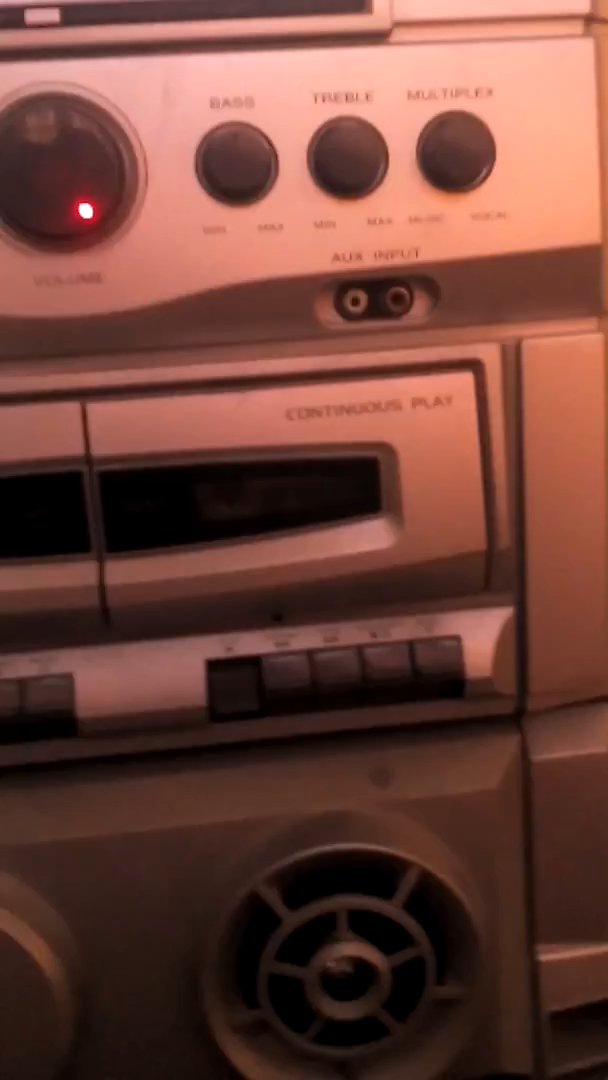 BASS TREBLE MULTIPLEX
MIN MAX MIN MAX MUSIC VOCAL
VOLUME
AUX INPUT
CONTINUOUS PLAY